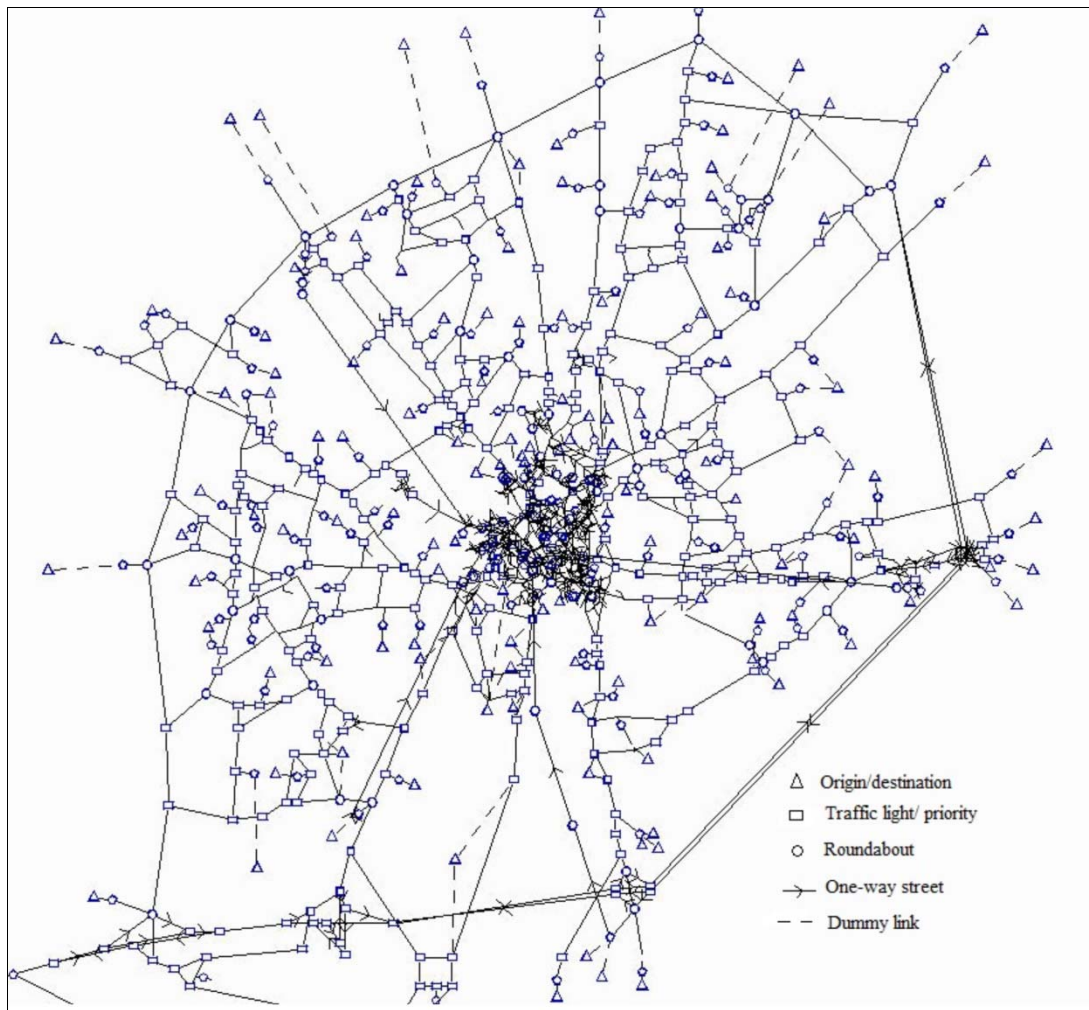 Origin/destination
Traffic light/ priority
Roundabout
One-way street
Dummy link